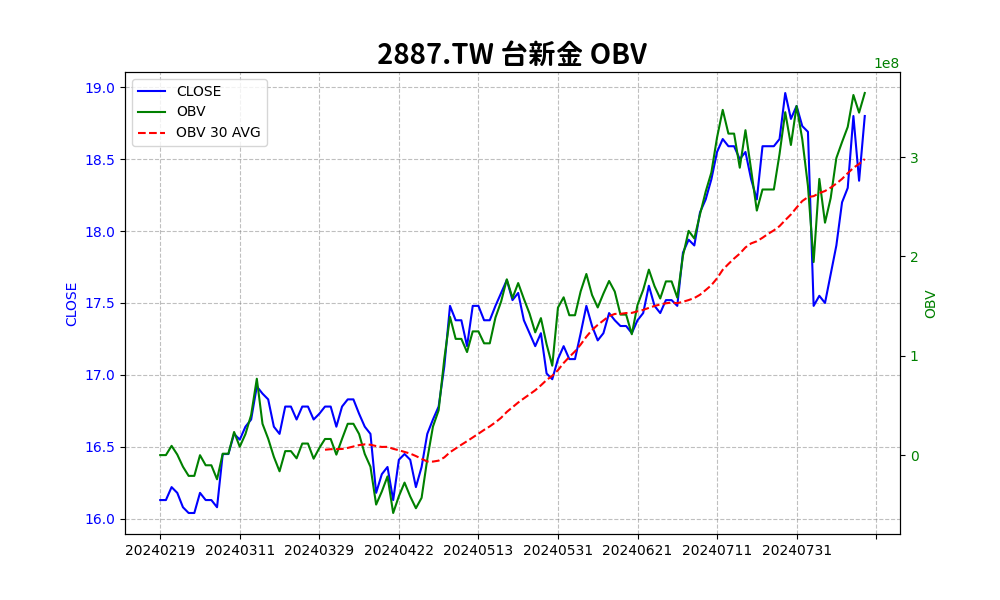 2887.TW 台新金 OBV
1e8
CLOSE
OBV
OBV 30 AVG
19.0
18.5
18.0
17.5
17.0
16.5
16.0
CLOSE
3
2
1
0
OBV
20240219 20240311 20240329 20240422 20240513 20240531 20240621 20240711 20240731